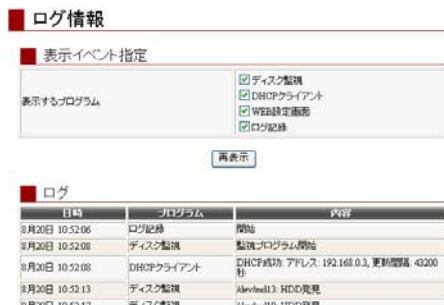 ログ情報
表示イベント指定
表示するプログラム
ディスク監視
DHCPクライアント
WEB設定画面
ログ記録
再表示
ログ
日時 プログラム 内容
8月20日 10:52:06 ログ記録 開始
8月20日 10:52:08 ディスク監視 監視プログラム開始
8月20日 10:52:08 DHCPクライアント DHCP成功: アドレス: 192.168.0.3, 更新間隔: 43200
秒
8月20日 10:52:13 ディスク監視 /dev/md13: HDD発見